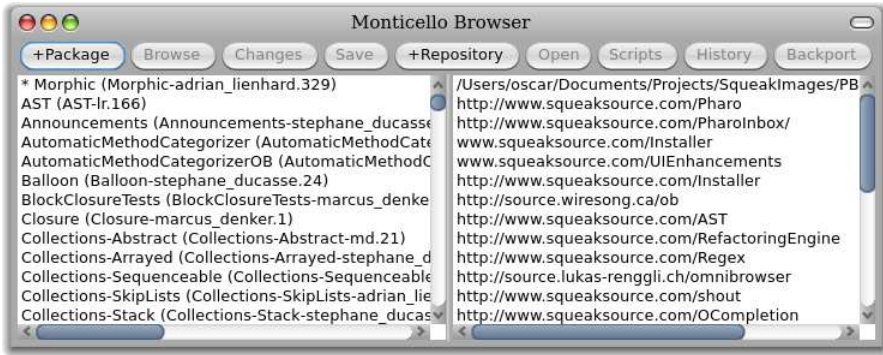 Monticello Browser
+Package Browse Changes Save +Repository Open Scripts History Backport
* Morphic (Morphic-adrian_lienhard.329)
AST (AST-lr.166)
Announcements (Announcements-stephane_ducasse
AutomaticMethodCategorizer (AutomaticMethodCate
AutomaticMethodCategorizerOB (AutomaticMethodC
Balloon (Balloon-stephane_ducasse.24)
BlockClosureTests (BlockClosureTests-marcus_denke
Closure (Closure-marcus_denker.1)
Collections-Abstract (Collections-Abstract-md.21)
Collections-Arrayed (Collections-Arrayed-stephane_d
Collections-Sequenceable (Collections-Sequenceable
Collections-SkipLists (Collections-SkipLists-adrian_lie
Collections-Stack (Collections-Stack-stephane_ducas
/Users/oscar/Documents/Projects/SqueakImages/PB
http://www.squeaksource.com/Pharo
http://www.squeaksource.com/PharoInbox/
www.squeaksource.com/Installer
www.squeaksource.com/UIEnhancements
http://www.squeaksource.com/Installer
http://source.wiresong.ca/ob
http://www.squeaksource.com/AST
http://www.squeaksource.com/RefactoringEngine
http://www.squeaksource.com/Regex
http://source.lukas-renggli.ch/omnibrowser
http://www.squeaksource.com/shout
http://www.squeaksource.com/OCompletion